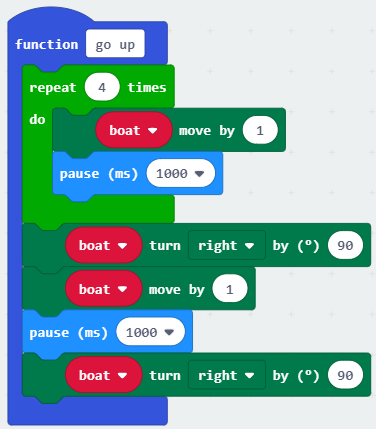 function go up
repeat 4 times
do
boat move by 1
pause (ms) 1000
boat turn right by (°) 90
boat move by 1
pause (ms) 1000
boat turn right by (°) 90